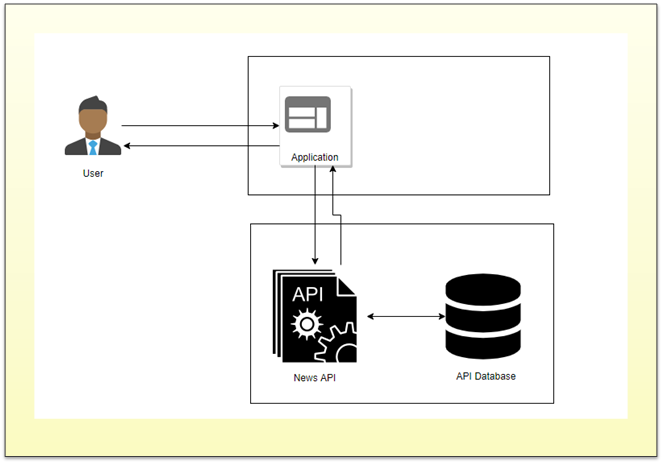 Application
User
API
News API
API Database